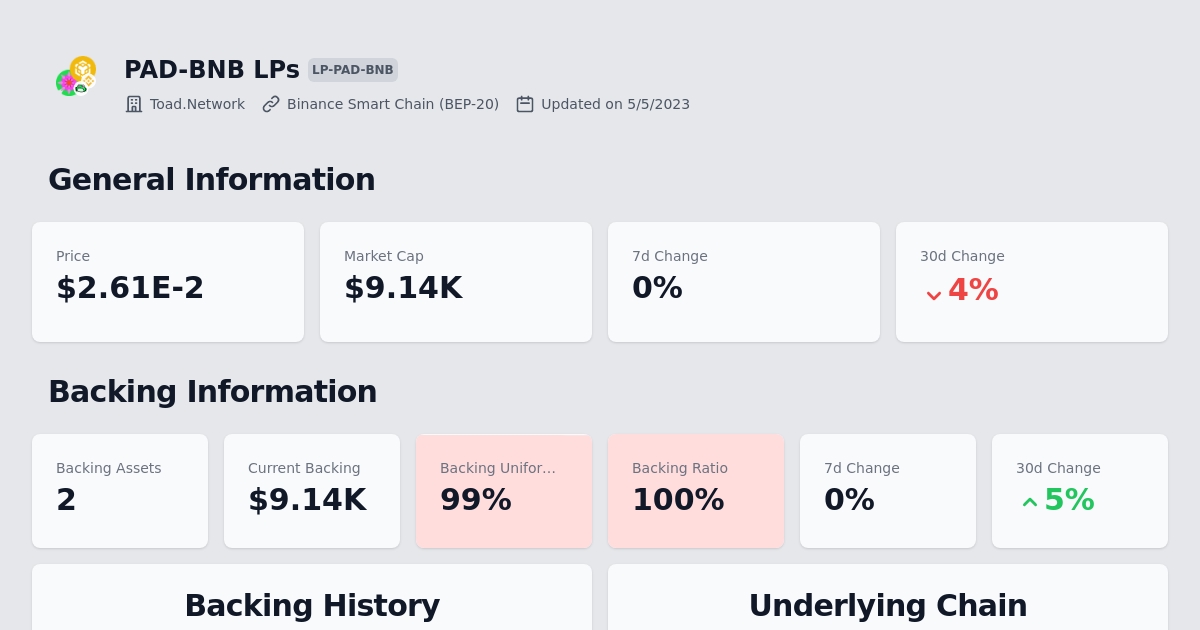 PAD-BNB LPs LP-PAD-BNB
Toad.Network Binance Smart Chain (BEP-20) Updated on 5/5/2023
General Information
Price
$2.61E-2
Market Cap
$9.14K
7d Change
0%
30d Change
4%
Backing Information
Backing Assets
2
Current Backing
$9.14K
Backing Unifor...
99%
Backing Ratio
100%
7d Change
0%
30d Change
5%
Backing History
Underlying Chain